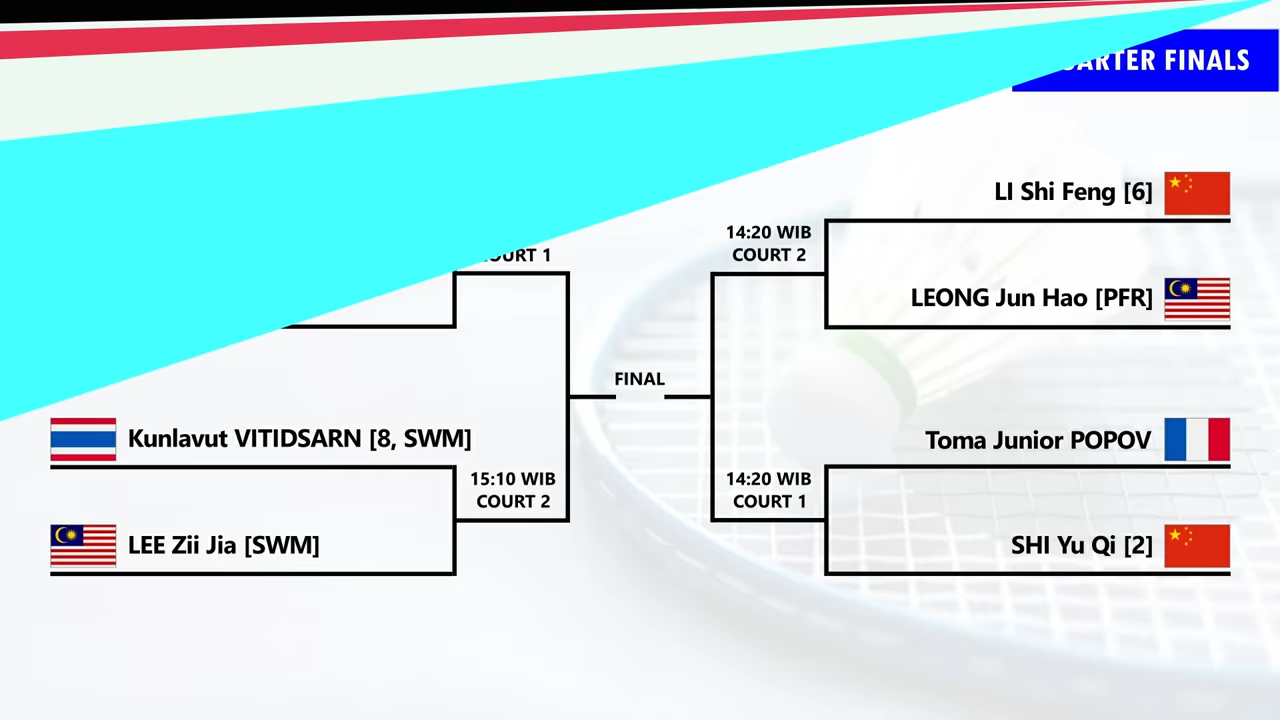 FINALS
LI Shi Feng [6]
14:20 WIB
COURT 2
LEONG Jun Hao [PFR]
1
FINAL
Kunlavut VITIDSARN [8, SWM]
15:10 WIB
COURT 2
LEE Zii Jia [SWM]
Toma Junior POPOV
14:20 WIB
COURT 1
SHI Yu Qi [2]